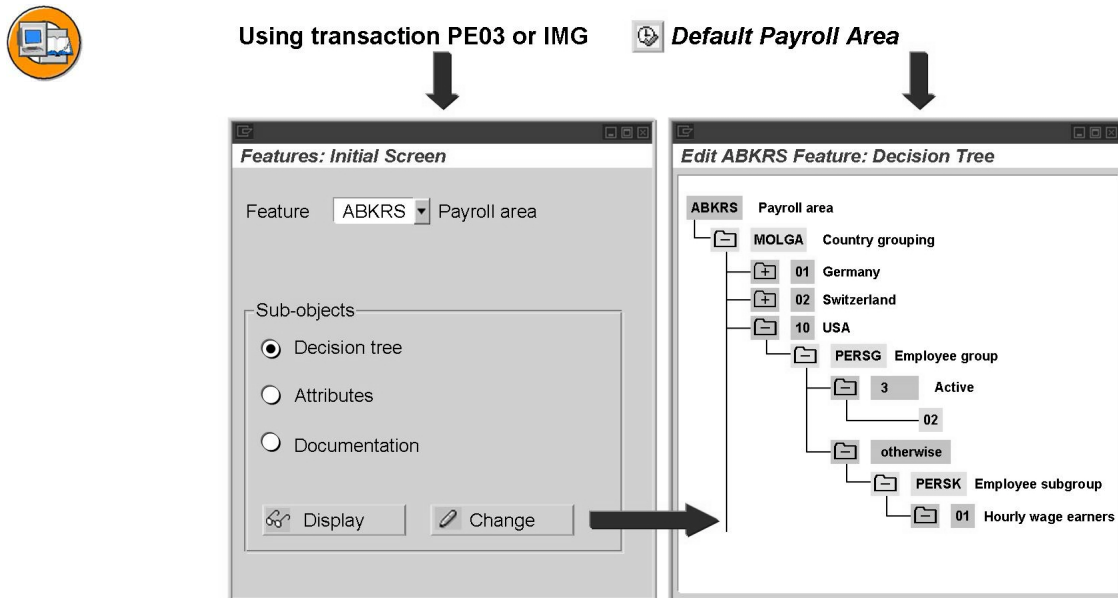 Using transaction PE03 or IMG
Default Payroll Area
Features: Initial Screen
Feature ABKRS Payroll area
Sub-objects
Decision tree
Attributes
Documentation
Display Change
Edit ABKRS Feature: Decision Tree
ABKRS Payroll area
MOLGA Country grouping
01 Germany
02 Switzerland
10 USA
PERSG Employee group
3 Active
02
otherwise
PERSK Employee subgroup
01 Hourly wage earners